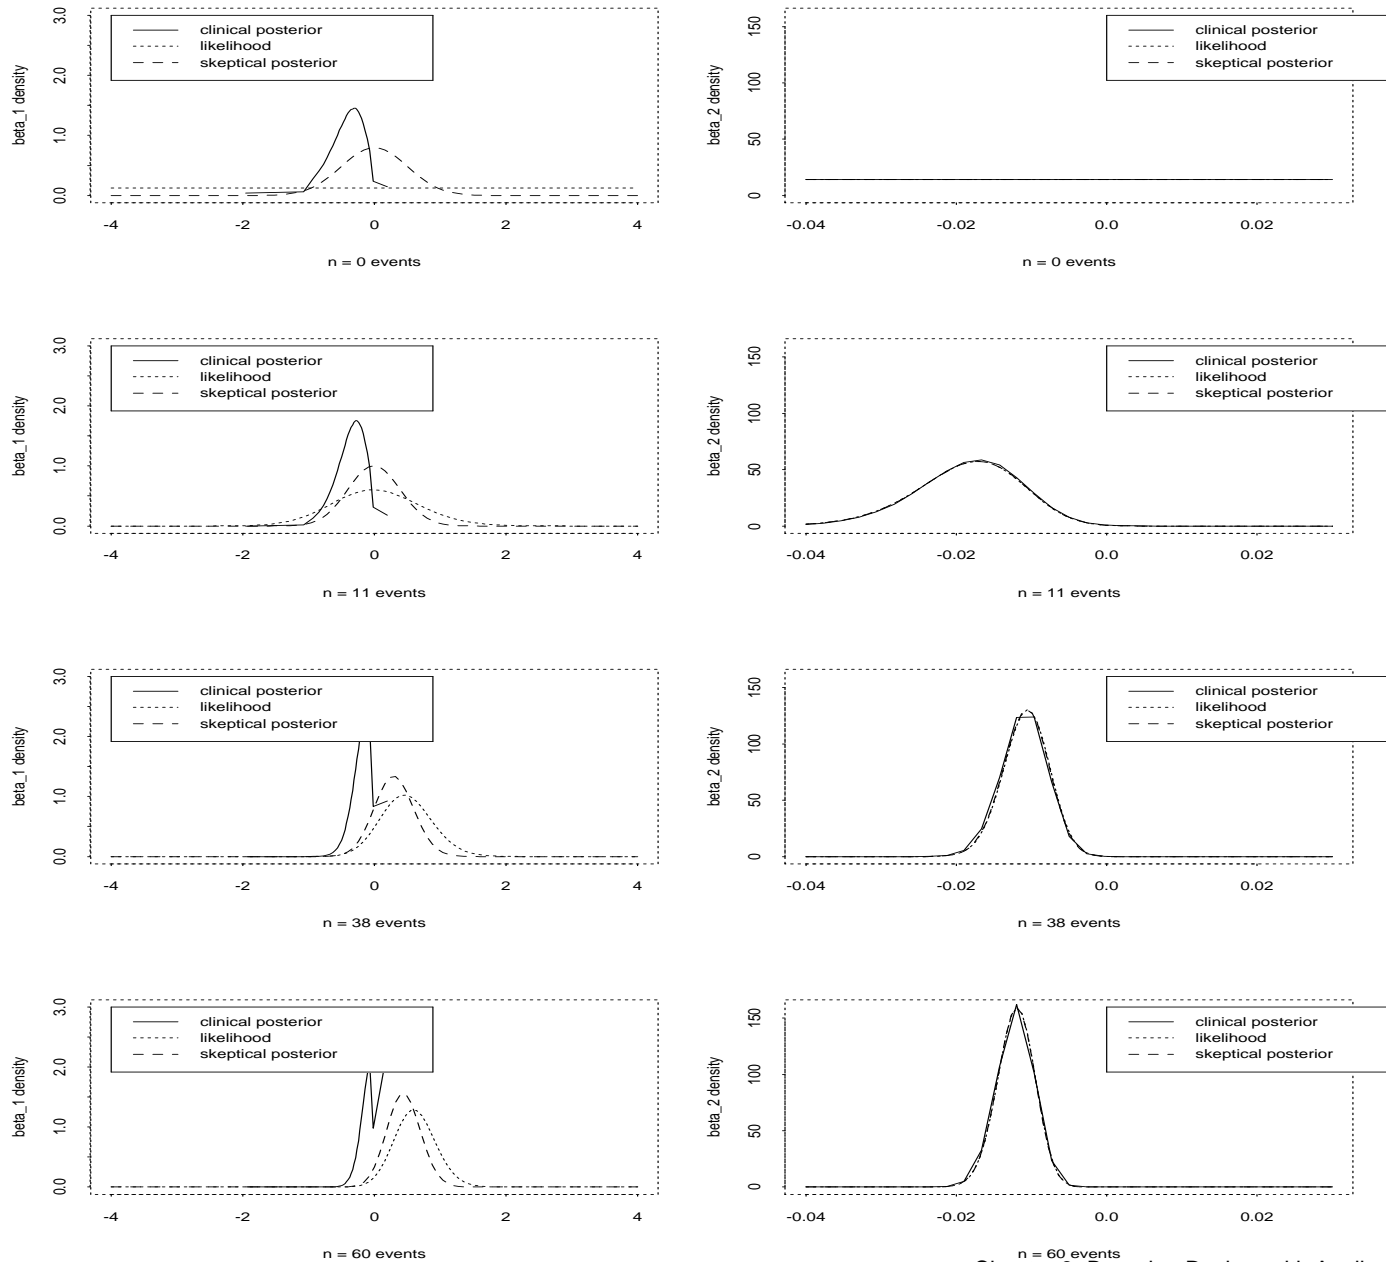 3.0
2.0
1.0
0.0
beta_1 density
clinical posterior
likelihood
skeptical posterior
-4
-2
0
2
4
n = 0 events
150
100
50
0
beta_2 density
clinical posterior
likelihood
skeptical posterior
-0.04
-0.02
0.0
0.02
n = 0 events
3.0
2.0
1.0
0.0
beta_1 density
clinical posterior
likelihood
skeptical posterior
-4
-2
0
2
4
n = 11 events
150
100
50
0
beta_2 density
clinical posterior
likelihood
skeptical posterior
-0.04
-0.02
0.0
0.02
n = 11 events
3.0
2.0
1.0
0.0
beta_1 density
clinical posterior
likelihood
skeptical posterior
-4
-2
0
2
4
n = 38 events
150
100
50
0
beta_2 density
clinical posterior
likelihood
skeptical posterior
-0.04
-0.02
0.0
0.02
n = 38 events
3.0
2.0
1.0
0.0
beta_1 density
clinical posterior
likelihood
skeptical posterior
-4
-2
0
2
4
n = 60 events
150
100
50
0
beta_2 density
clinical posterior
likelihood
skeptical posterior
-0.04
-0.02
0.0
0.02
n = 60 events